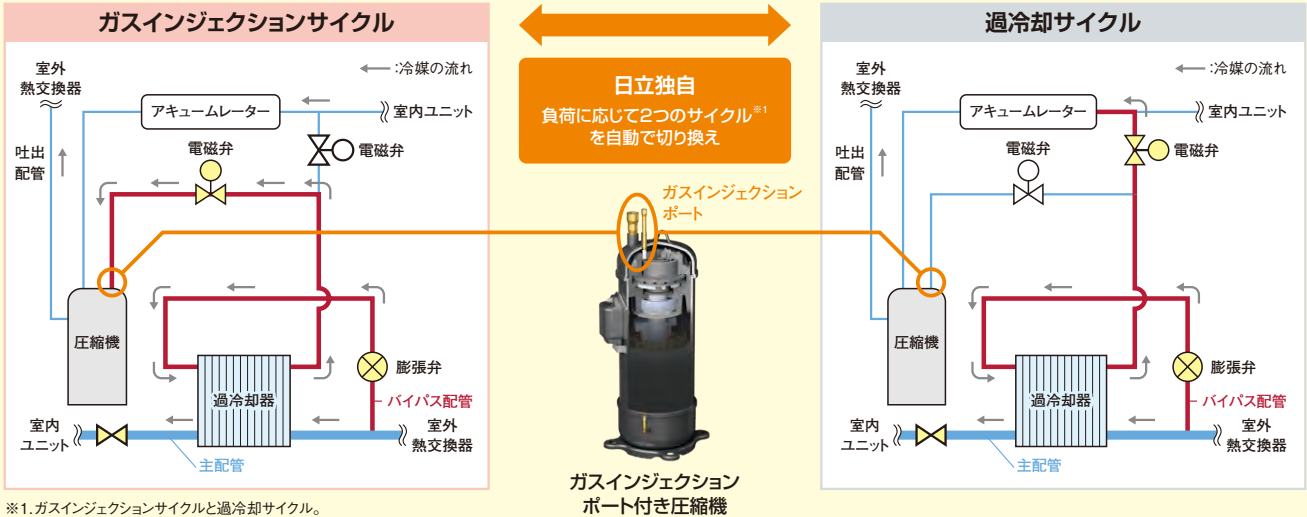 ガスインジェクションサイクル
室外
熱交換器
←:冷媒の流れ
アキュームレーター
室内ユニット
吐出
配管
電磁弁
電磁弁
圧縮機
膨張弁
過冷却器
バイパス配管
室内
ユニット
室外
熱交換器
主配管
日立独自
負荷に応じて2つのサイクル※1
を自動で切り換え
ガスインジェクション
ポート
ガスインジェクション
ポート付き圧縮機
過冷却サイクル
室外
熱交換器
←:冷媒の流れ
アキュームレーター
室内ユニット
吐出
配管
電磁弁
電磁弁
圧縮機
膨張弁
過冷却器
バイパス配管
室内
ユニット
室外
熱交換器
主配管
※1.ガスインジェクションサイクルと過冷却サイクル。